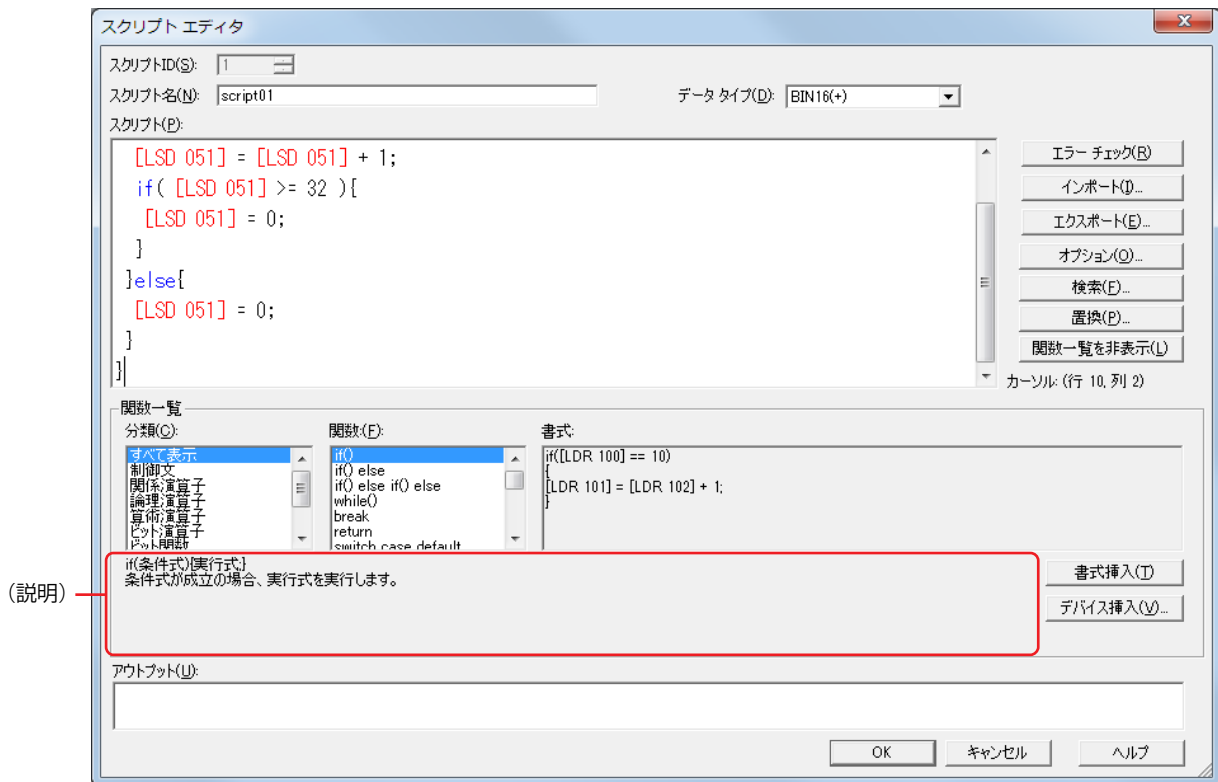 スクリプト エディタ
スクリプトID(S): 1
スクリプト名(N): script01
データ タイプ(D): BIN16(+)
スクリプト(P):
[LSD 051] = [LSD 051] + 1;
if( [LSD 051] >= 32 ){
[LSD 051] = 0;
}
}else{
[LSD 051] = 0;
}
}
エラー チェック(R)
インポート(I)...
エクスポート(E)...
オプション(O)...
検索(F)...
置換(P)...
関数一覧を非表示(L)
カーソル: (行 10, 列 2)
関数一覧
分類(C):
すべて表示
制御文
関係演算子
論理演算子
算術演算子
ビット演算子
ビット関数
関数:(F):
if()
if() else
if() else if() else
while()
break
return
switch case default
書式:
if([LDR 100] == 10)
{
[LDR 101] = [LDR 102] + 1;
}
(説明)
if(条件式){実行式;}
条件式が成立の場合、実行式を実行します。
書式挿入(T)
デバイス挿入(V)...
アウトプット(U):
OK
キャンセル
ヘルプ